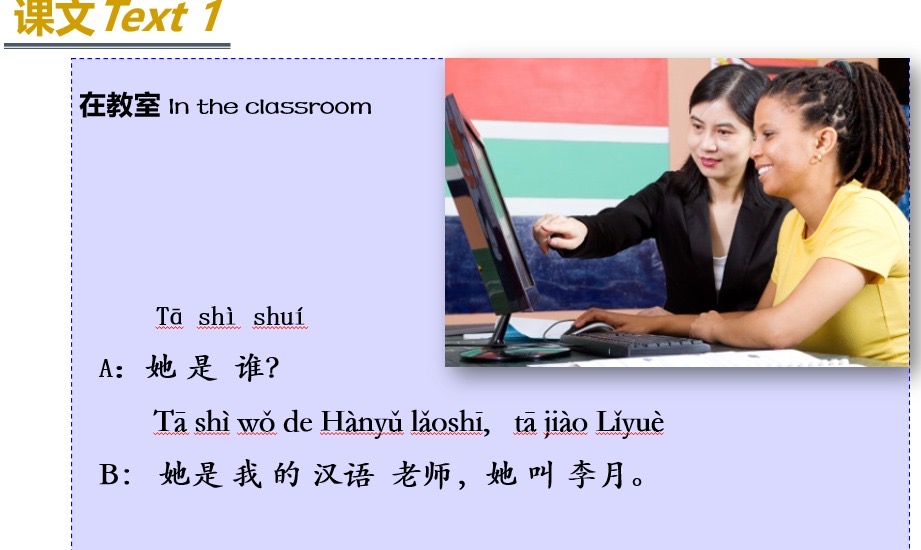 课文Text 1
在教室 In the classroom
Tā shì shuí
A：她 是 谁?
Tā shì wǒ de Hànyǔ lǎoshī, tā jiào Lǐyuè
B： 她是 我 的 汉语 老师，她 叫 李月。